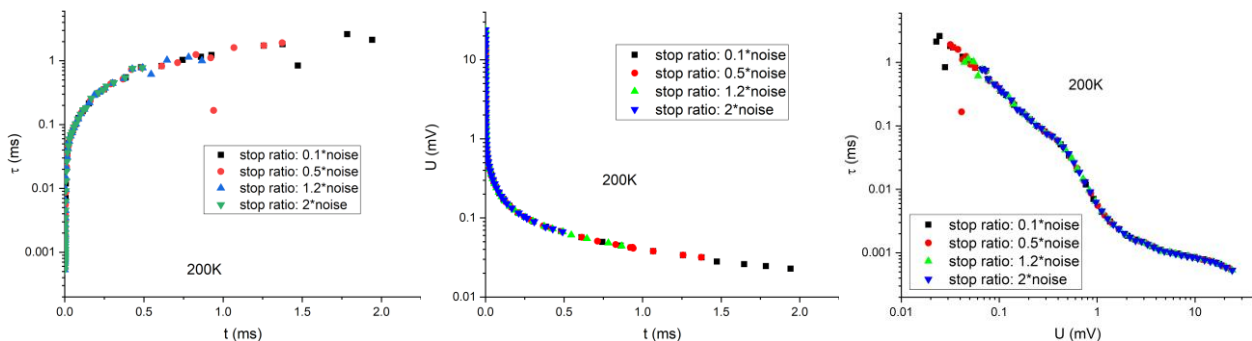 τ (ms)
1
0.1
0.01
0.001
stop ratio: 0.1*noise
stop ratio: 0.5*noise
stop ratio: 1.2*noise
stop ratio: 2*noise
200K
0.0 0.5 1.0 1.5 2.0
t (ms)
U (mV)
10
1
0.1
0.01
stop ratio: 0.1*noise
stop ratio: 0.5*noise
stop ratio: 1.2*noise
stop ratio: 2*noise
200K
0.0 0.5 1.0 1.5 2.0
t (ms)
τ (ms)
1
0.1
0.01
0.001
200K
stop ratio: 0.1*noise
stop ratio: 0.5*noise
stop ratio: 1.2*noise
stop ratio: 2*noise
0.01 0.1 1 10
U (mV)